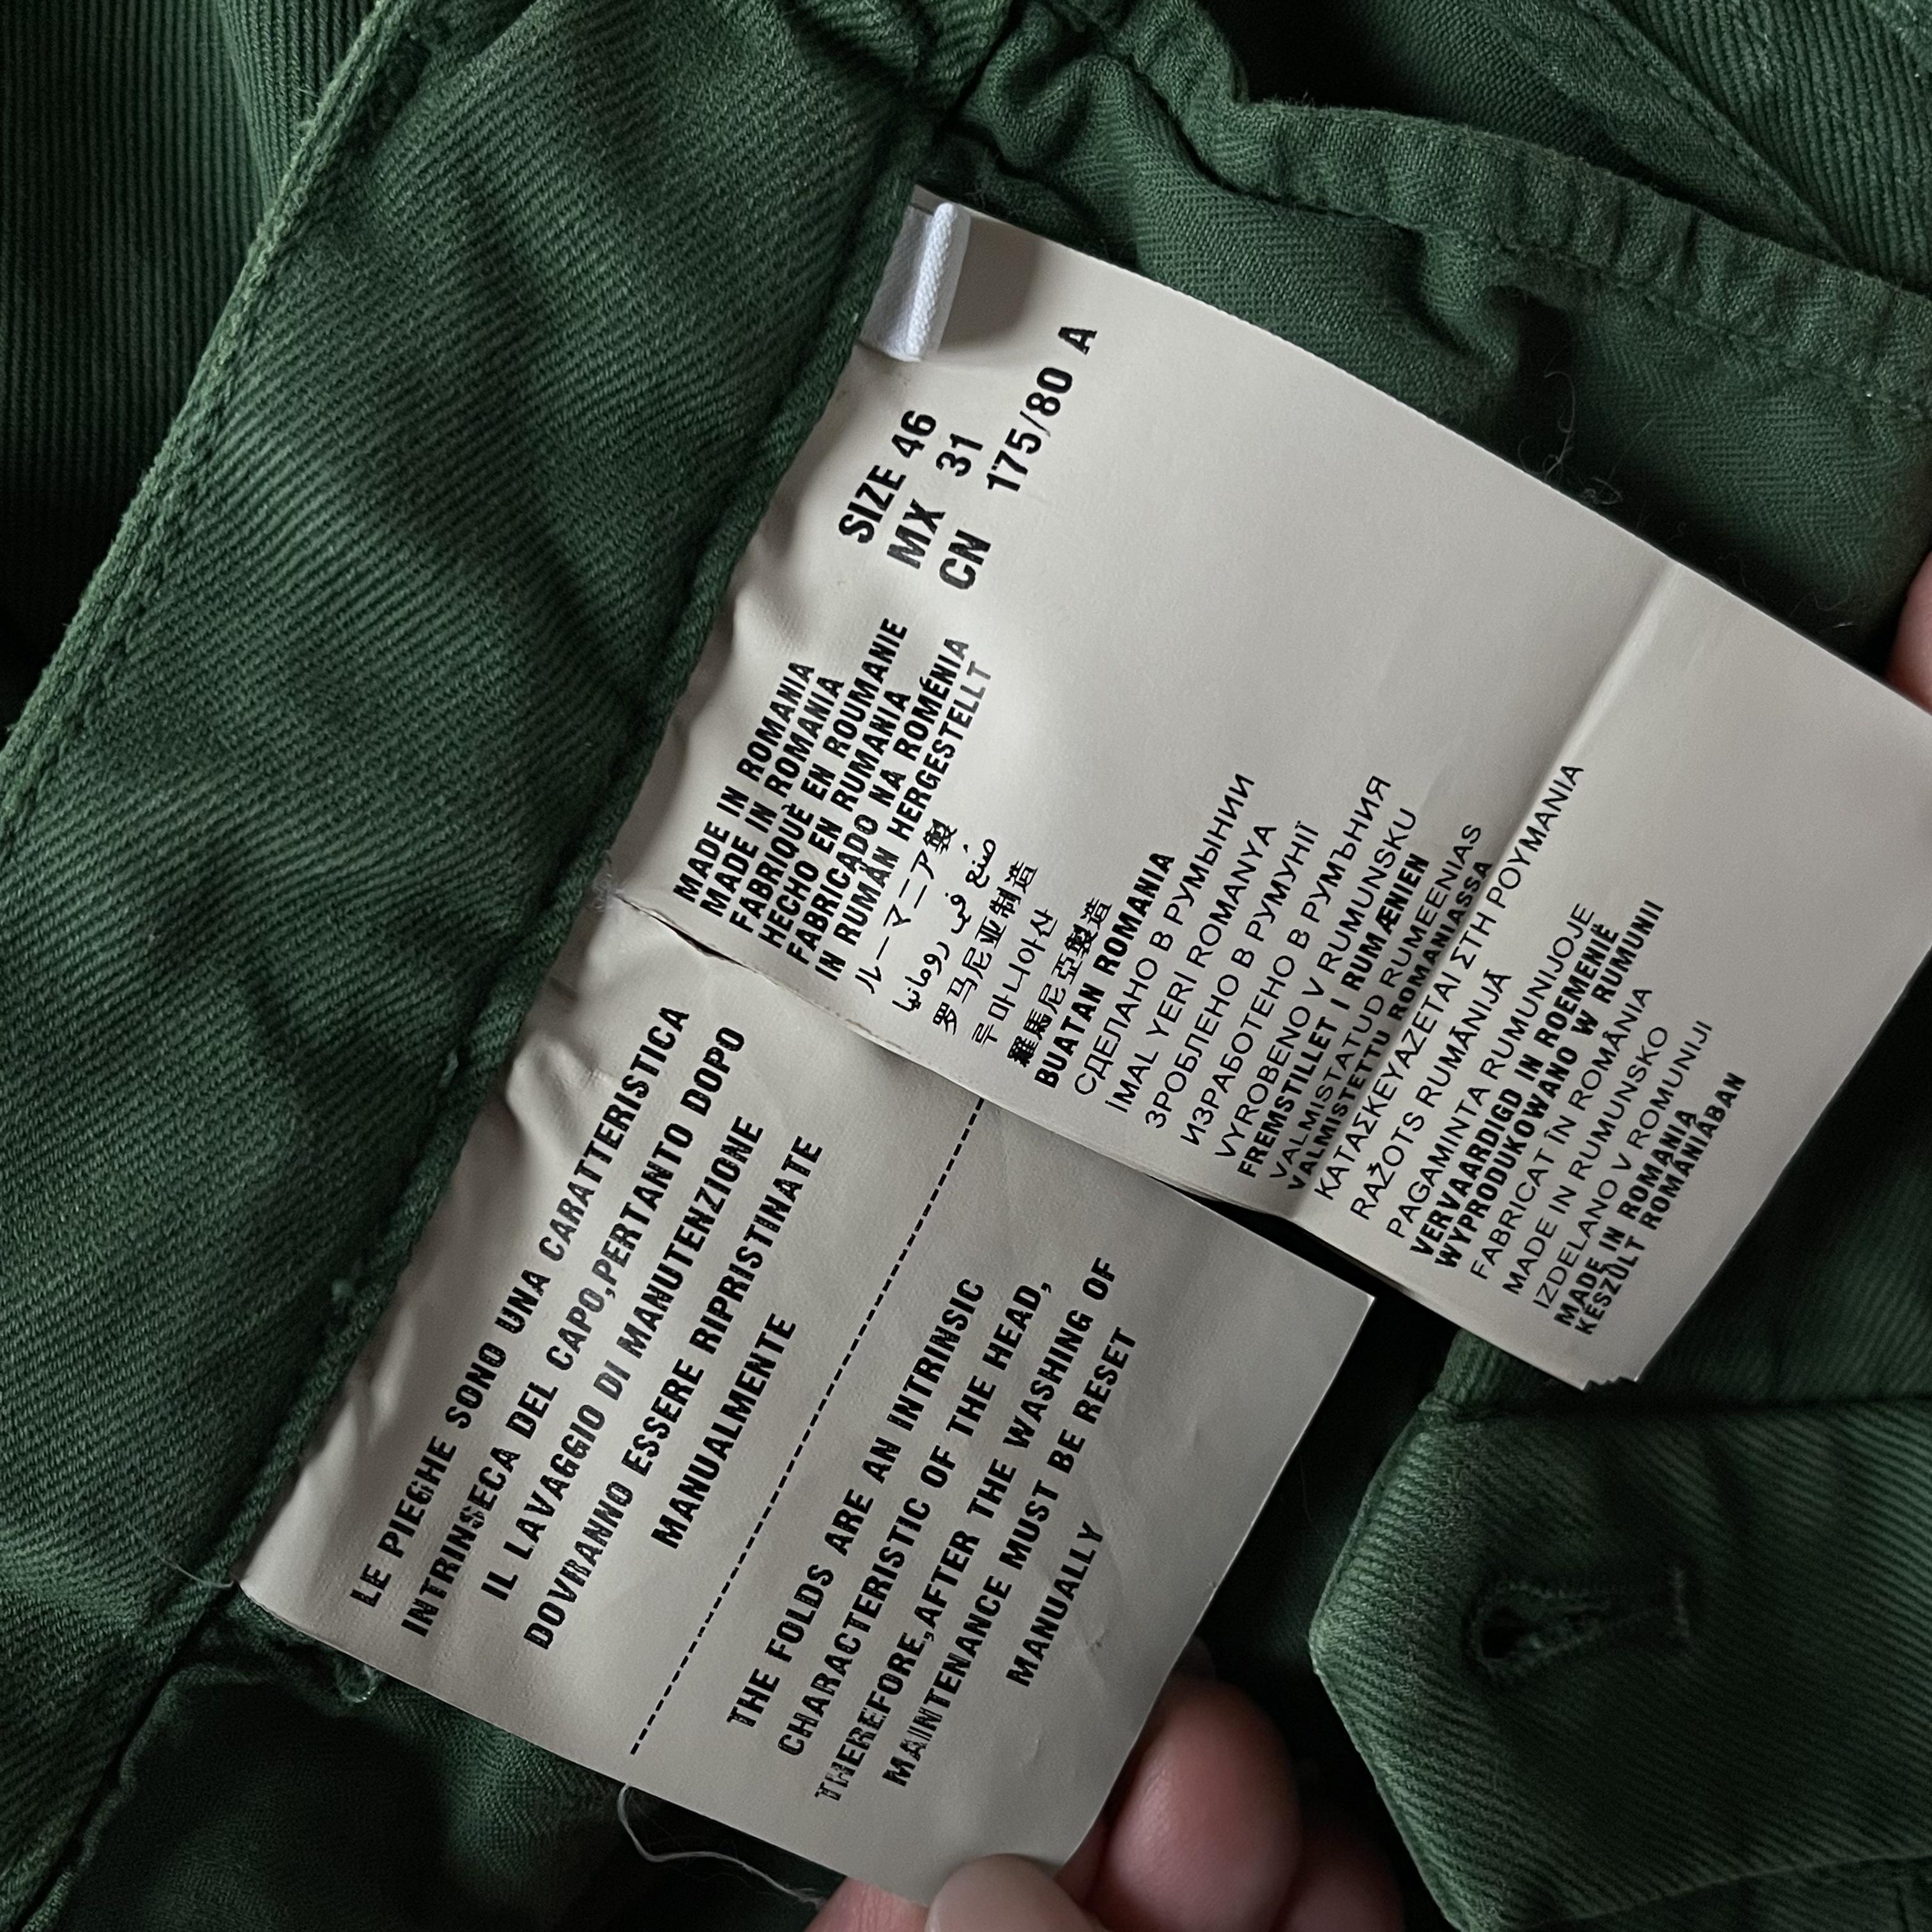 SIZE 46
MX 31
CN 175/80 A
MADE IN ROMANIA
MADE IN ROMANIA
FABRIQUÉ EN ROUMANIE
HECHO EN RUMANIA
FABRICADO NA ROMÉNIA
IN RUMÄN HERGESTELLT
ルーマニア製
صُنع في رومانيا
罗马尼亚制造
루마니아산
羅馬尼亞製造
BUATAN ROMANIA
СДЕЛАНО В РУМЫНИИ
İMAL YERİ ROMANYA
ЗРОБЛЕНО В РУМУНІЇ
ИЗРАБОТЕНО В РУМЪНИЯ
VYROBENO V RUMUNSKU
FREMSTILLET I RUMÆNIEN
VALMISTATUD RUMEENIAS
VALMISTETTU ROMANIASSA
ΚΑΤΑΣΚΕΥΑΖΕΤΑΙ ΣΤΗ ΡΟΥΜΑΝΙΑ
RAŽOTS RUMĀNIJĀ
PAGAMINTA RUMUNIJOJE
VERVAARDIGD IN ROEMENIË
WYPRODUKOWANO W RUMUNII
FABRICAT ÎN ROMÂNIA
MADE IN RUMUNSKO
IZDELANO V ROMUNIJI
MADE IN ROMANIA
KÉSZÜLT ROMÁNIÁBAN
LE PIEGHE SONO UNA CARATTERISTICA
INTRINSECA DEL CAPO,PERTANTO DOPO
IL LAVAGGIO DI MANUTENZIONE
DOVRANNO ESSERE RIPRISTINATE
MANUALMENTE
THE FOLDS ARE AN INTRINSIC
CHARACTERISTIC OF THE HEAD,
THEREFORE,AFTER THE WASHING OF
MAINTENANCE MUST BE RESET
MANUALLY